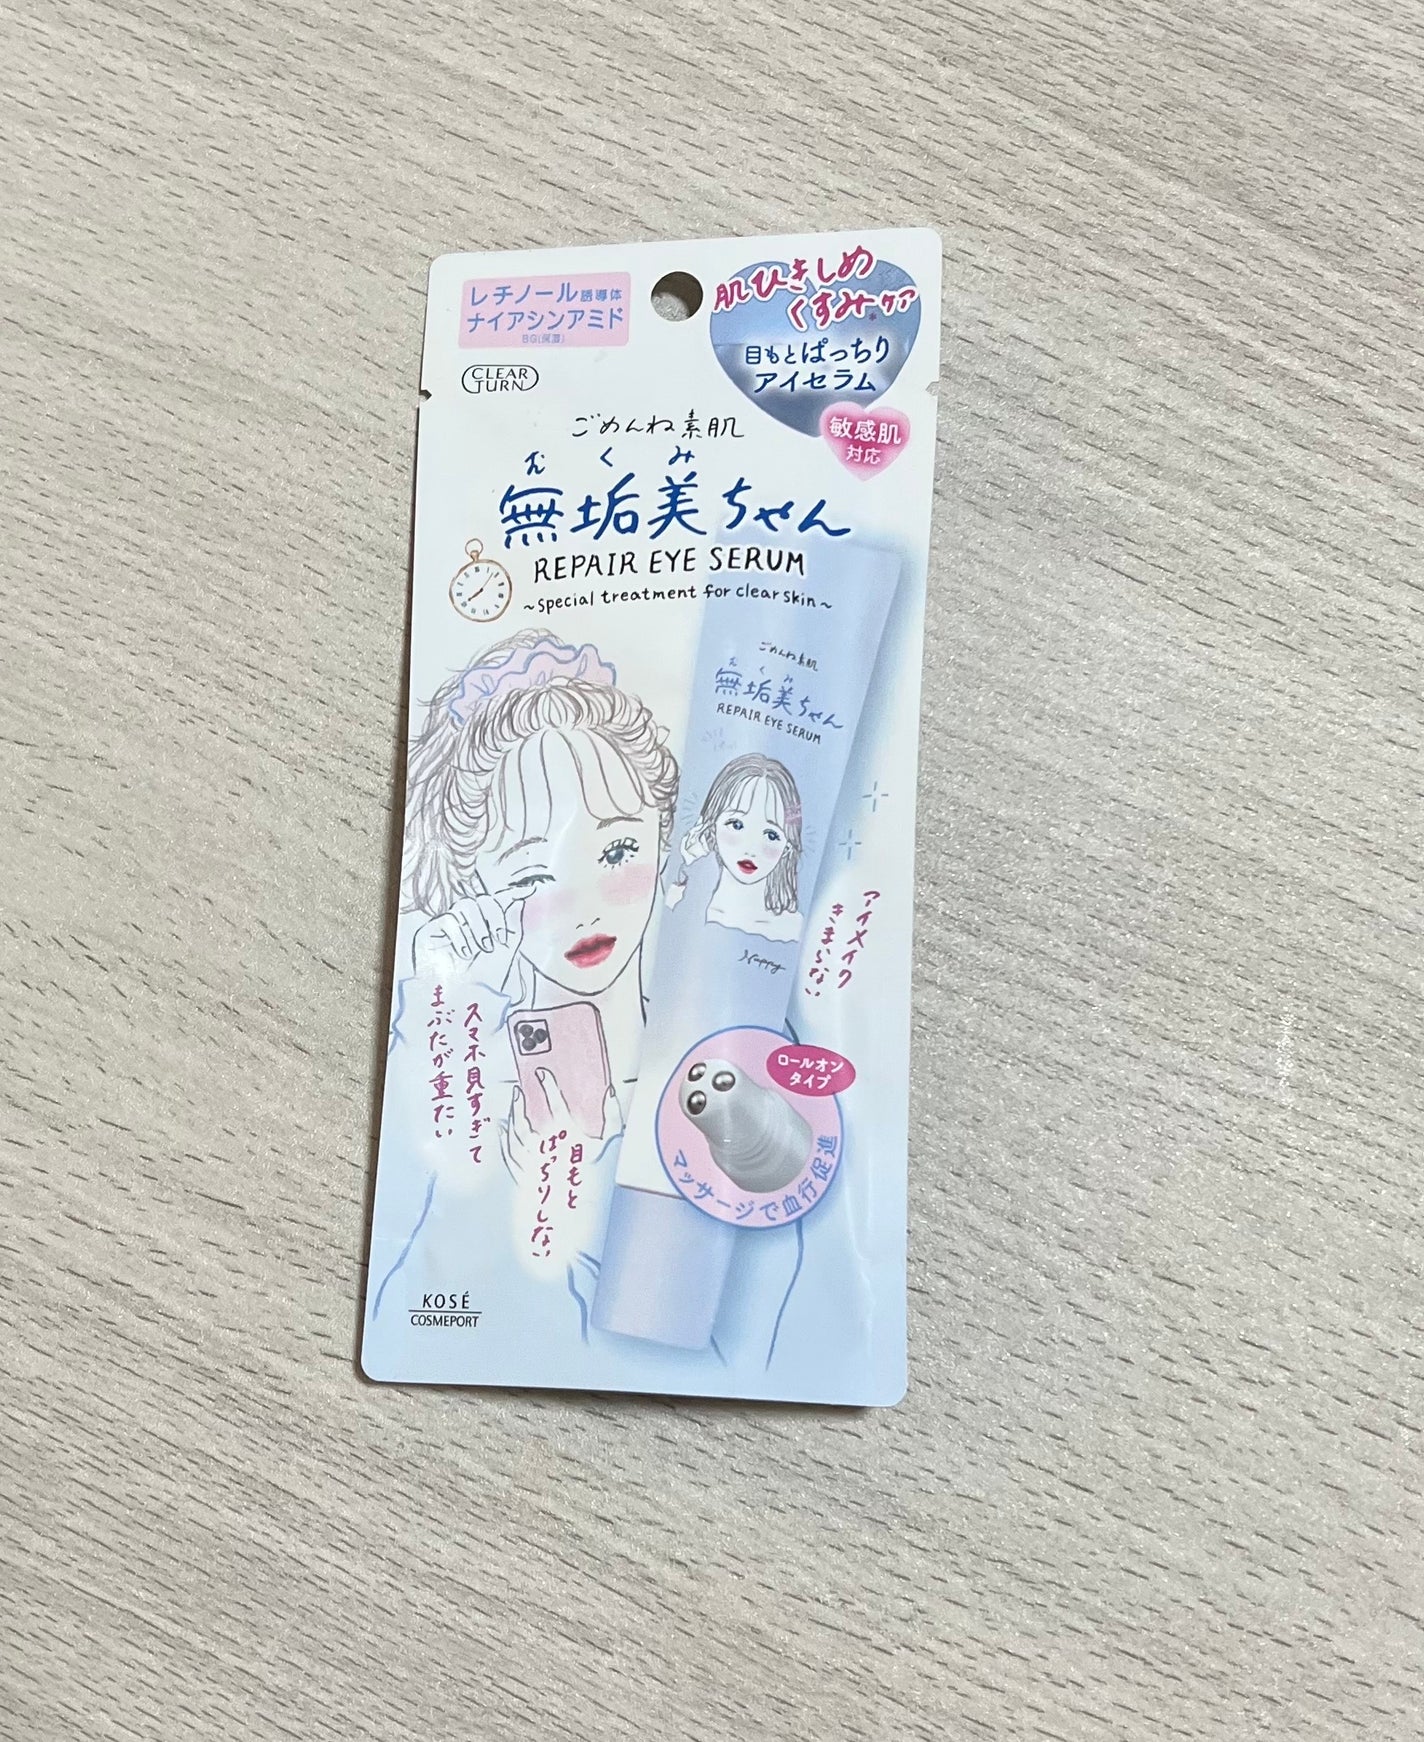 レチノール誘導体
ナイアシンアミド
BG(保湿)
肌ひきしめ
くすみ*ケア
目もとぱっちり
アイセラム
敏感肌
対応
CLEAR
TURN
ごめんね素肌
むくみ
無垢美ちゃん
REPAIR EYE SERUM
~special treatment for clear skin~
ごめんね素肌
むくみ
無垢美ちゃん
REPAIR EYE SERUM
Happy
アイメイク
きまらない
スマホ見すぎて
まぶたが重たい
目もと
ぱっちりしない
ロールオン
タイプ
マッサージで血行促進
KOSÉ
COSMEPORT